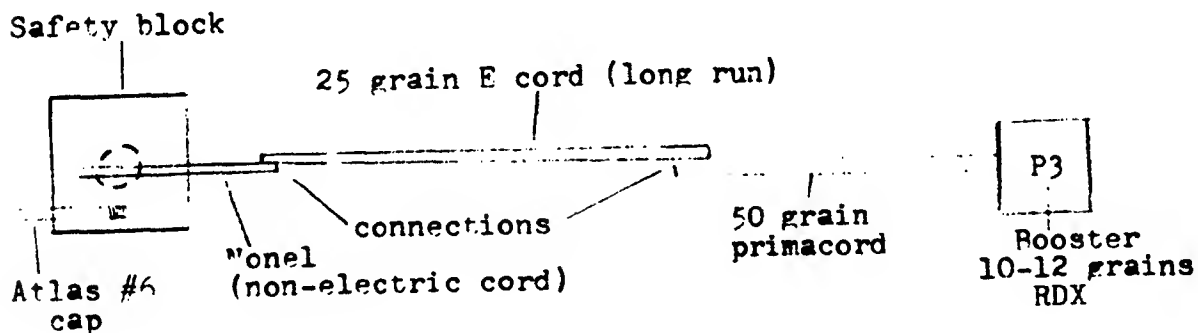 Safety block
25 grain E cord (long run)
P3
connections
50 grain
primacord
Nonel
(non-electric cord)
Booster
10-12 grains
RDX
Atlas #6
cap